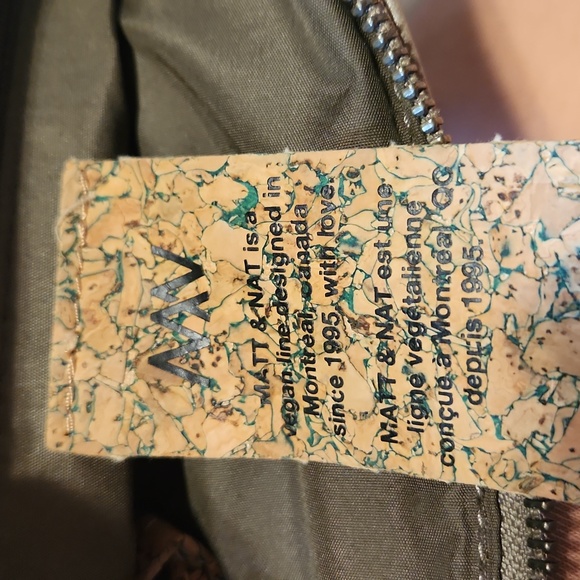 MATT & NAT is a
vegan line designed in
Montreal, Canada
since 1995, with love.
MATT & NAT est une
ligne végétalienne
conçue à Montréal, QC
depuis 1995.